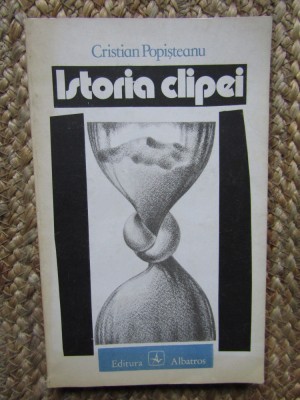 Cristian Popișteanu
Istoria clipei
Editura Albatros